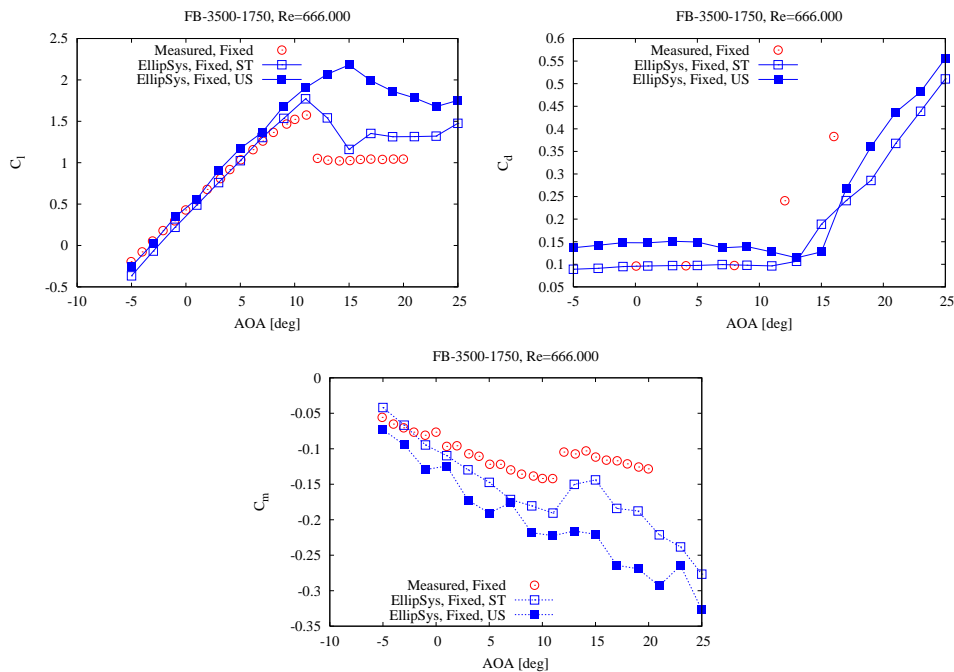 FB-3500-1750, Re=666.000
Measured, Fixed
EllipSys, Fixed, ST
EllipSys, Fixed, US
2.5
2
1.5
1
0.5
0
-0.5
C_l
-10 -5 0 5 10 15 20 25
AOA [deg]
FB-3500-1750, Re=666.000
Measured, Fixed
EllipSys, Fixed, ST
EllipSys, Fixed, US
0.6
0.5
0.4
0.35
0.3
0.25
0.2
0.15
0.1
0.05
C_d
-5 0 5 10 15 20 25
AOA [deg]
FB-3500-1750, Re=666.000
0
-0.05
-0.1
-0.15
-0.2
-0.25
-0.3
-0.35
C_m
Measured, Fixed
EllipSys, Fixed, ST
EllipSys, Fixed, US
-10 -5 0 5 10 15 20 25
AOA [deg]